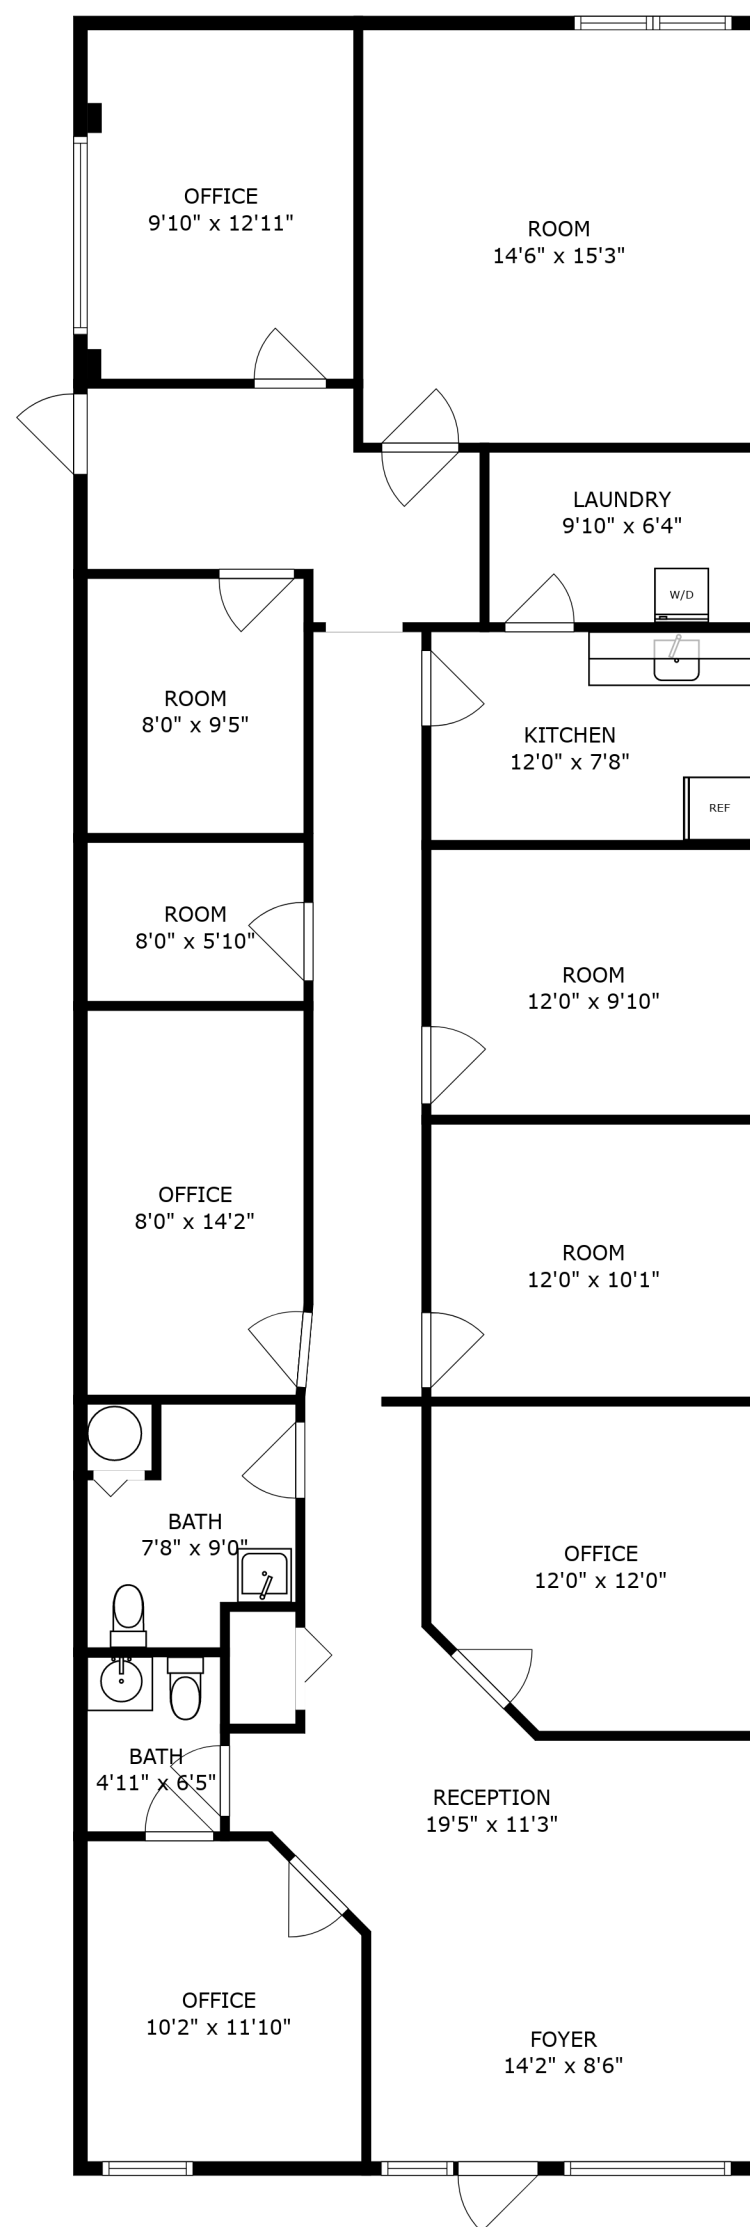 OFFICE
9'10" x 12'11"
ROOM
14'6" x 15'3"
LAUNDRY
9'10" x 6'4"
W/D
ROOM
8'0" x 9'5"
KITCHEN
12'0" x 7'8"
REF
ROOM
8'0" x 5'10"
ROOM
12'0" x 9'10"
OFFICE
8'0" x 14'2"
ROOM
12'0" x 10'1"
BATH
7'8" x 9'0"
OFFICE
12'0" x 12'0"
BATH
4'11" x 6'5"
RECEPTION
19'5" x 11'3"
OFFICE
10'2" x 11'10"
FOYER
14'2" x 8'6"